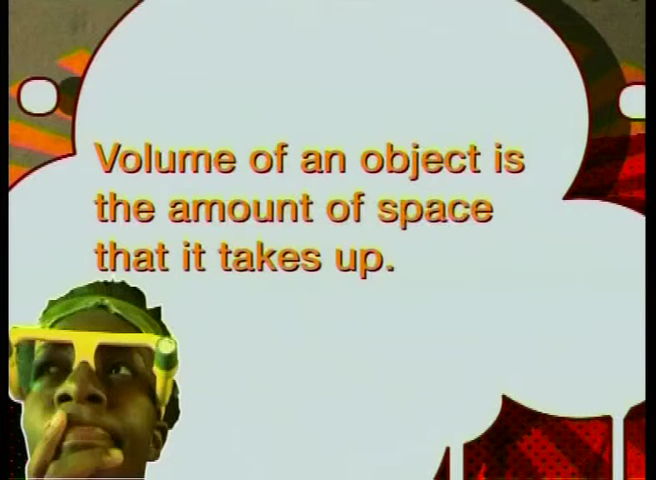 Volume of an object is
the amount of space
that it takes up.